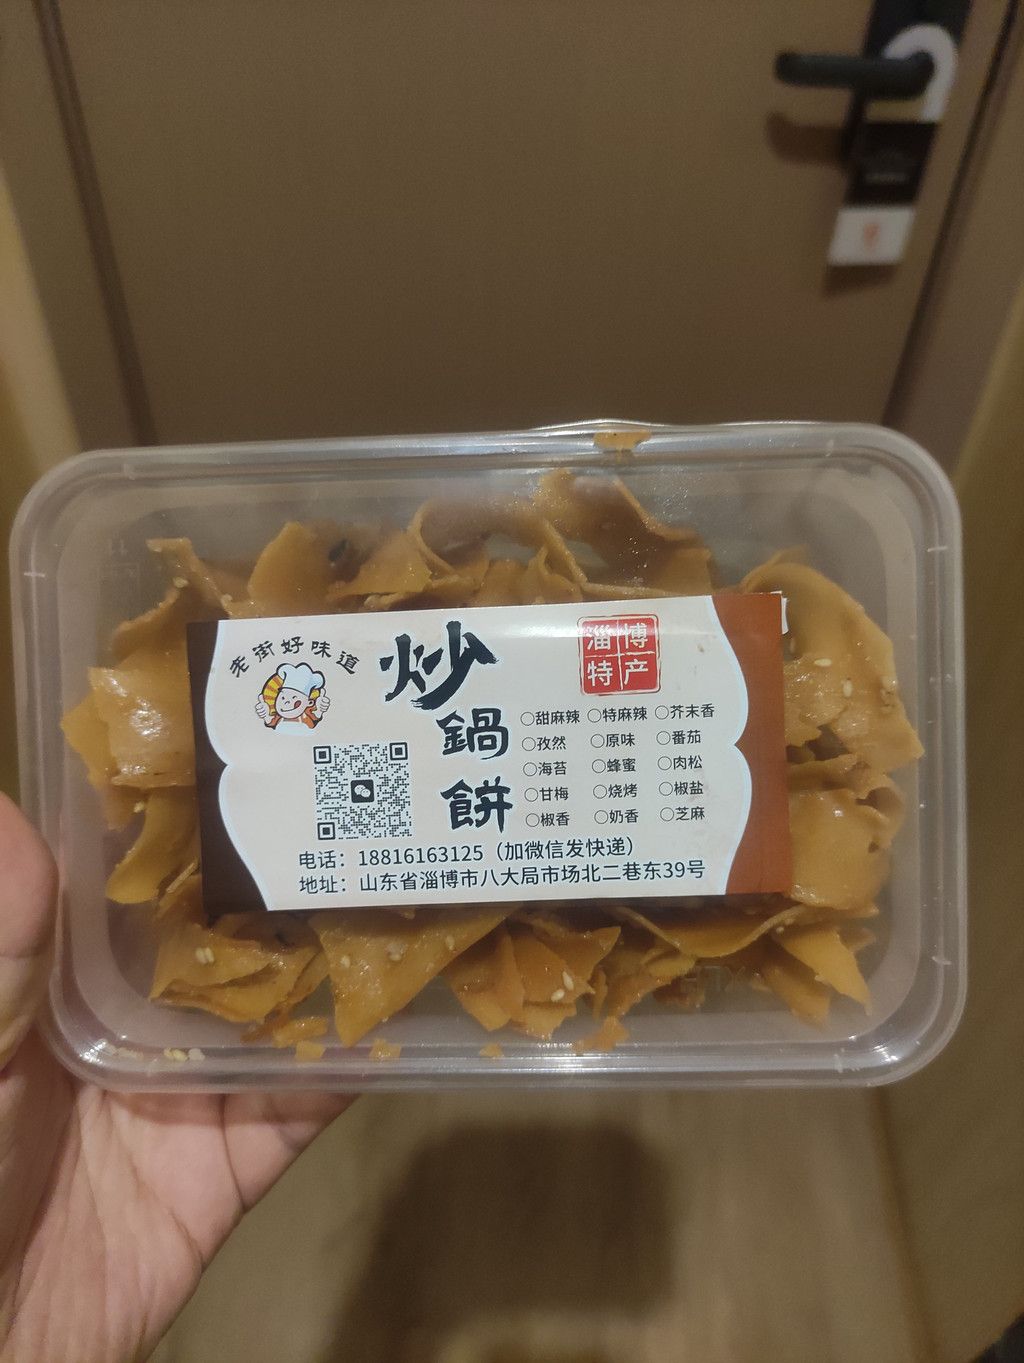 老街好味道
炒
鍋
餅
淄博
特产
○甜麻辣 ○特麻辣 ○芥末香
○孜然 ○原味 ○番茄
○海苔 ○蜂蜜 ○肉松
○甘梅 ○烧烤 ○椒盐
○椒香 ○奶香 ○芝麻
电话：18816163125（加微信发快递）
地址：山东省淄博市八大局市场北二巷东39号